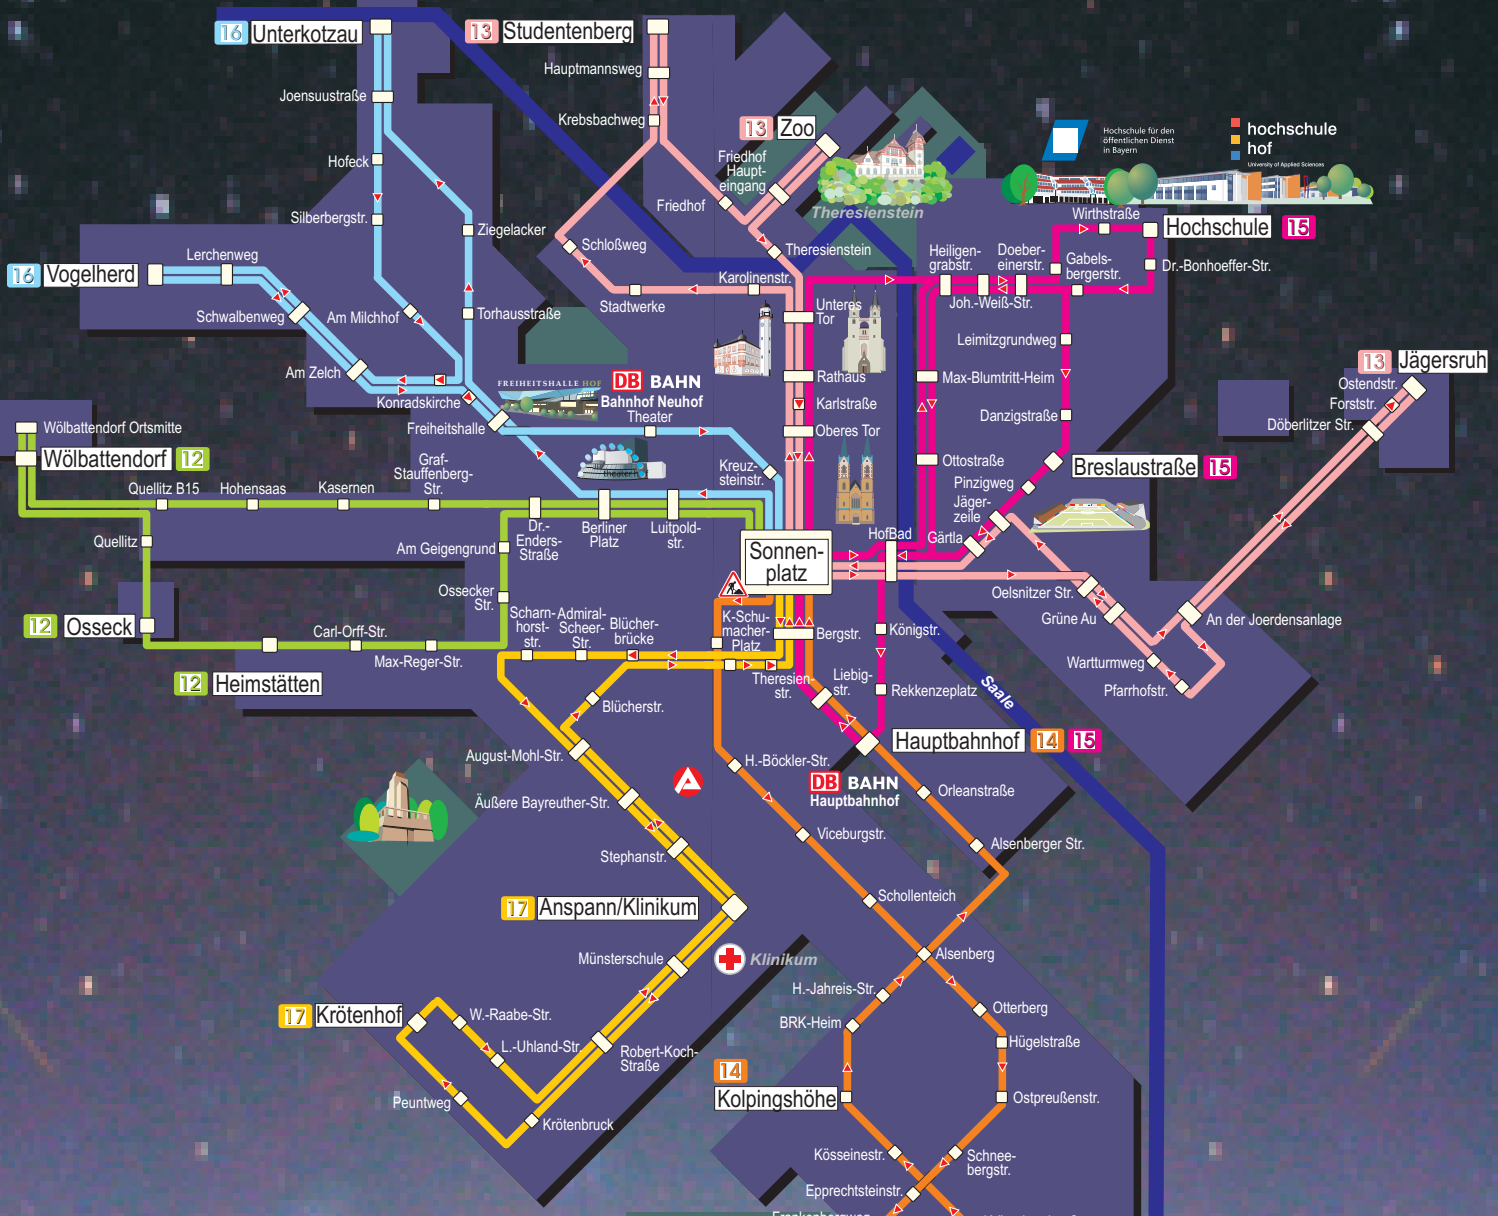 16 Unterkotzau
13 Studentenberg
Hauptmannsweg
Joensuustraße
Krebsbachweg
13 Zoo
Hochschule für den
öffentlichen Dienst
in Bayern
hochschule
hof
University of Applied Sciences
Hofeck
Friedhof
Haupt-
eingang
Friedhof
Theresienstein
Silberbergstr.
Ziegelacker
Schloßweg
Theresienstein
Wirthstraße
Hochschule 15
Lerchenweg
16 Vogelherd
Heiligen-
grabstr.
Doeber-
einerstr.
Gabels-
bergerstr.
Dr.-Bonhoeffer-Str.
Karolinenstr.
Stadtwerke
Joh.-Weiß-Str.
Schwalbenweg
Am Milchhof
Torhausstraße
Unteres
Tor
Leimitzgrundweg
Am Zelch
Konradskirche
FREIHEITSHALLE HOF
DB BAHN
Bahnhof Neuhof
Theater
Rathaus
Max-Blumtritt-Heim
13 Jägersruh
Ostendstr.
Forststr.
Döberlitzer Str.
Karlstraße
Danzigstraße
Wölbattendorf Ortsmitte
Freiheitshalle
Oberes Tor
Wölbattendorf 12
Graf-
Stauffenberg-
Str.
Kreuz-
steinstr.
Ottostraße
Breslaustraße 15
Quellitz B15
Hohensaas
Kasernen
Pinzigweg
Jäger-
zeile
Dr.-
Enders-
Straße
Berliner
Platz
Luitpold-
str.
Quellitz
Am Geigengrund
Sonnen-
platz
HofBad
Gärtla
Ossecker
Str.
Oelsnitzer Str.
Scharn-
horst-
str.
Admiral-
Scheer-
Str.
Blücher-
brücke
K-Schu-
macher-
Platz
Bergstr.
Königstr.
Grüne Au
An der Joerdensanlage
12 Osseck
Carl-Orff-Str.
Max-Reger-Str.
Wartturmweg
Pfarrhofstr.
12 Heimstätten
Theresien-
str.
Liebig-
str.
Rekkenzeplatz
Saale
Blücherstr.
Hauptbahnhof 14 15
August-Mohl-Str.
H.-Böckler-Str.
DB BAHN
Hauptbahnhof
Orleanstraße
Äußere Bayreuther-Str.
Viceburgstr.
Alsenberger Str.
Stephanstr.
Schollenteich
17 Anspann/Klinikum
Münsterschule
Klinikum
Alsenberg
H.-Jahreis-Str.
Otterberg
17 Krötenhof
W.-Raabe-Str.
BRK-Heim
Hügelstraße
L.-Uhland-Str.
Robert-Koch-
Straße
14
Kolpingshöhe
Ostpreußenstr.
Peuntweg
Krötenbruck
Kösseinestr.
Schnee-
bergstr.
Epprechtsteinstr.